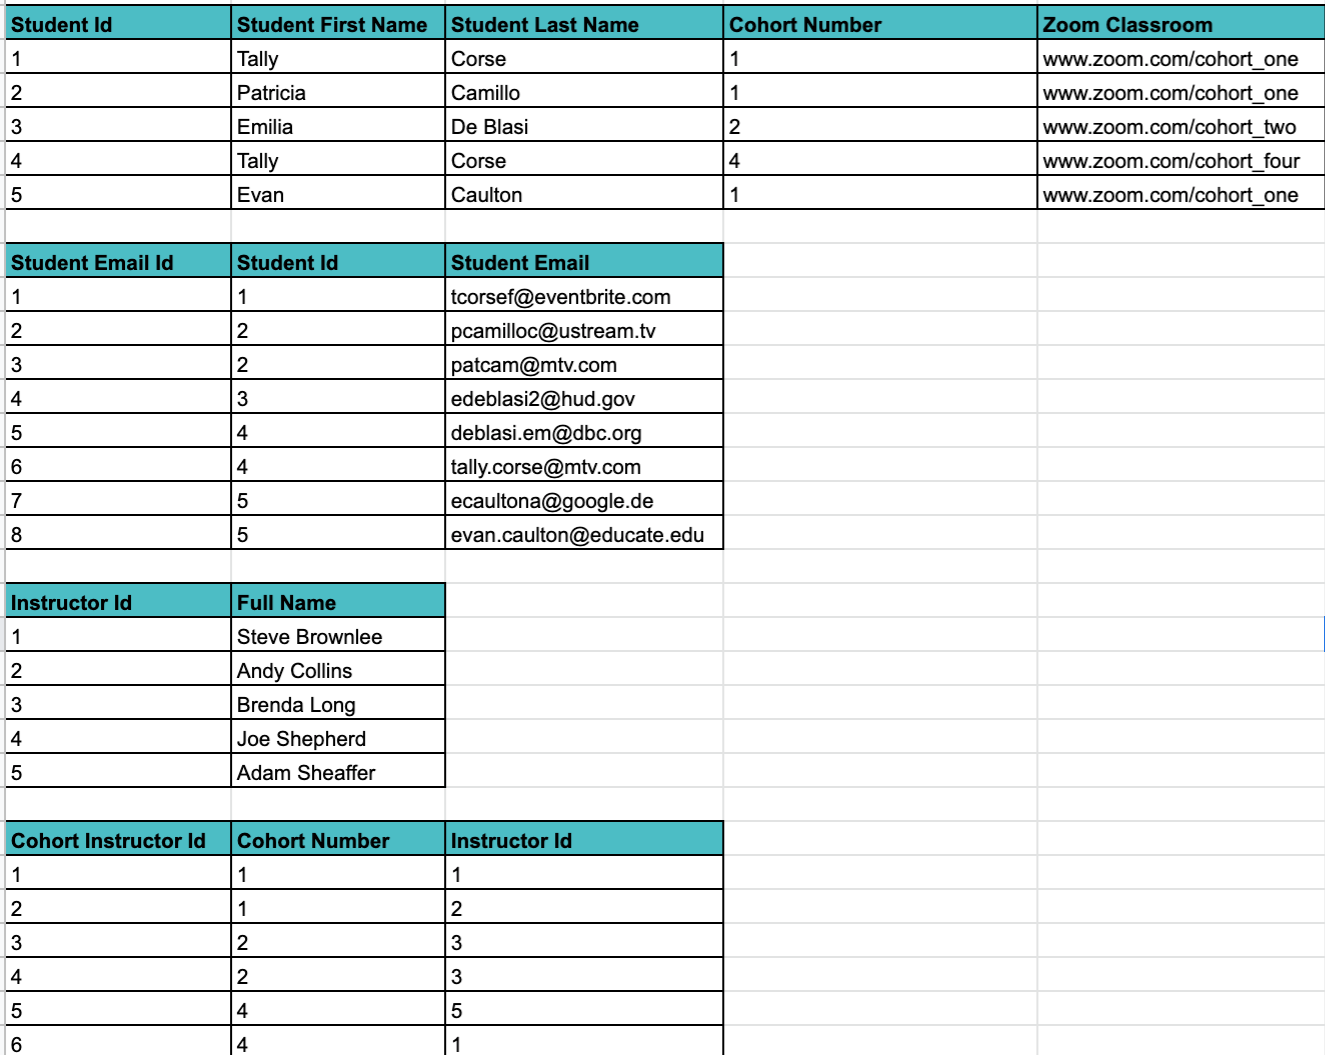 Student Id Student First Name Student Last Name Cohort Number Zoom Classroom
1 Tally Corse 1 www.zoom.com/cohort_one
2 Patricia Camillo 1 www.zoom.com/cohort_one
3 Emilia De Blasi 2 www.zoom.com/cohort_two
4 Tally Corse 4 www.zoom.com/cohort_four
5 Evan Caulton 1 www.zoom.com/cohort_one
Student Email Id Student Id Student Email
1 1 tcorsef@eventbrite.com
2 2 pcamilloc@ustream.tv
3 2 patcam@mtv.com
4 3 edeblasi2@hud.gov
5 4 deblasi.em@dbc.org
6 4 tally.corse@mtv.com
7 5 ecaultona@google.de
8 5 evan.caulton@educate.edu
Instructor Id Full Name
1 Steve Brownlee
2 Andy Collins
3 Brenda Long
4 Joe Shepherd
5 Adam Sheaffer
Cohort Instructor Id Cohort Number Instructor Id
1 1 1
2 1 2
3 2 3
4 2 3
5 4 5
6 4 1